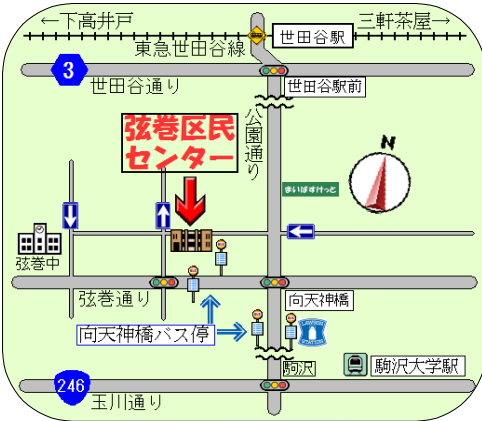 ←下高井戸
三軒茶屋→
東急世田谷線
世田谷駅
3
世田谷通り
世田谷駅前
公園通り
弦巻区民
センター
N
まいばすけっと
弦巻中
弦巻通り
向天神橋
向天神橋バス停
LAWSON
STATION
駒沢
駒沢大学駅
246
玉川通り